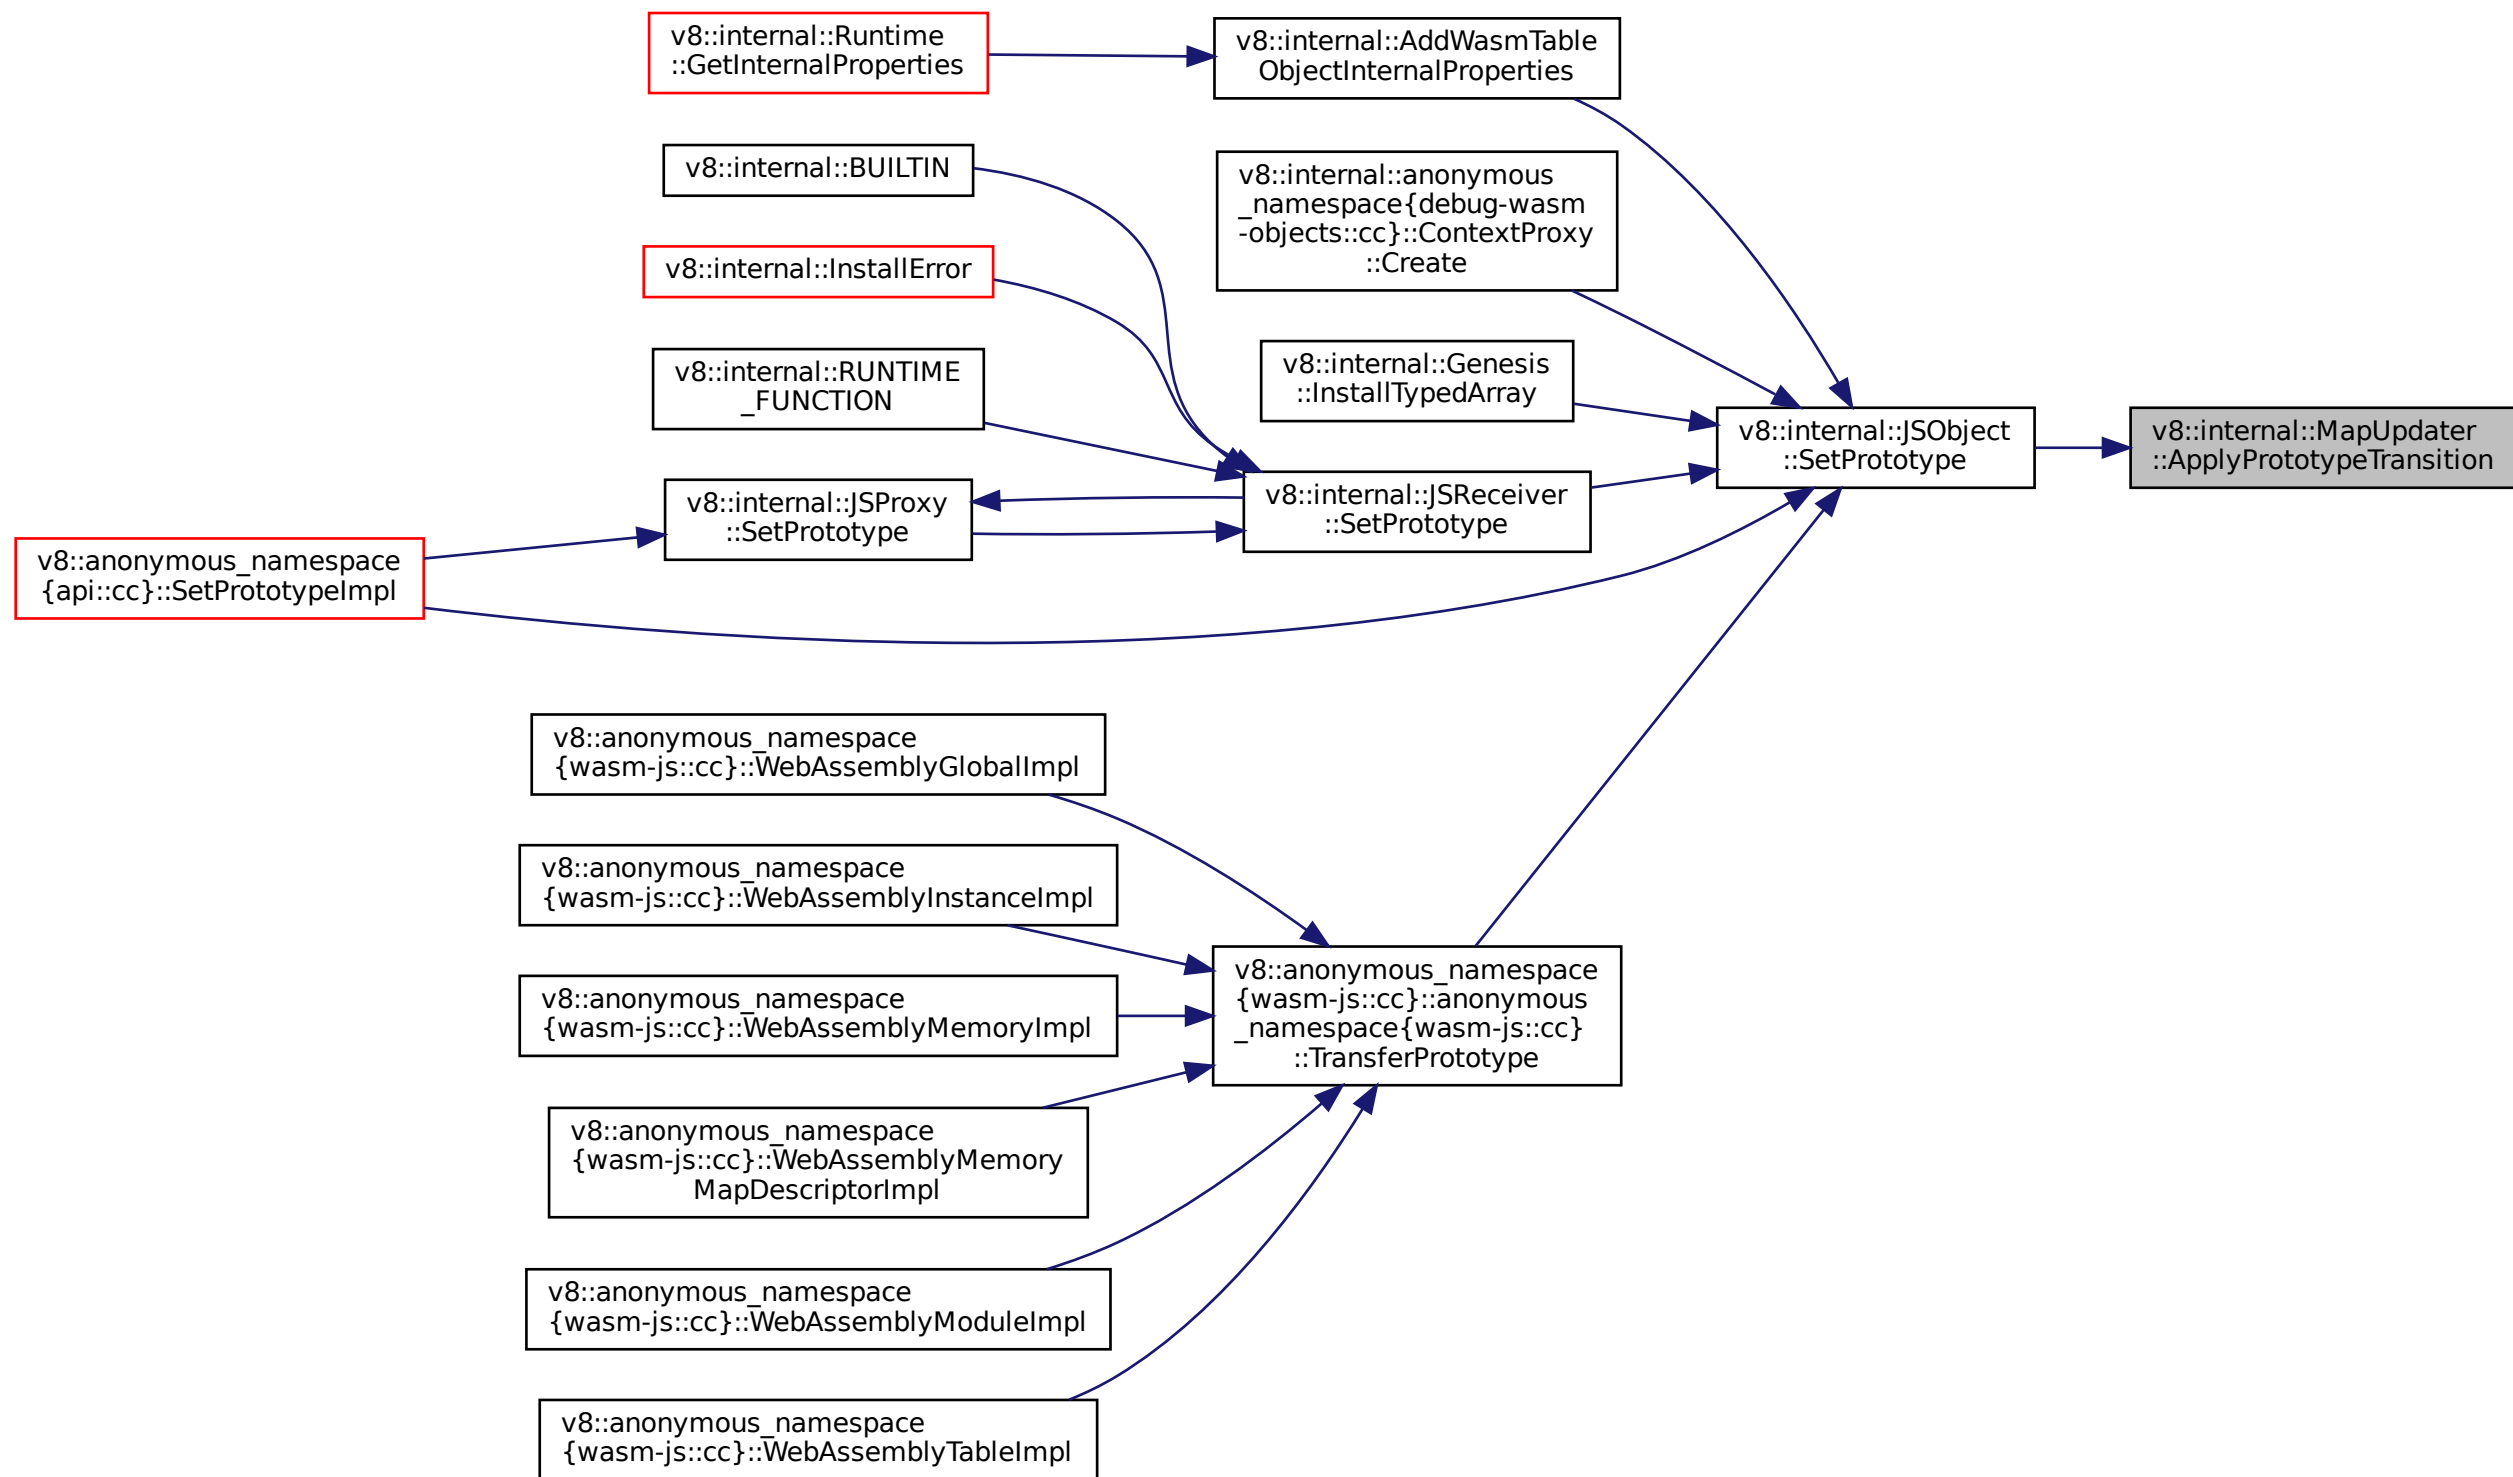 v8::internal::Runtime
::GetInternalProperties
v8::internal::AddWasmTable
ObjectInternalProperties
v8::internal::BUILTIN
v8::internal::anonymous
_namespace{debug-wasm
-objects::cc}::ContextProxy
::Create
v8::internal::InstallError
v8::internal::RUNTIME
_FUNCTION
v8::internal::Genesis
::InstallTypedArray
v8::internal::JSObject
::SetPrototype
v8::internal::MapUpdater
::ApplyPrototypeTransition
v8::internal::JSProxy
::SetPrototype
v8::internal::JSReceiver
::SetPrototype
v8::anonymous_namespace
{api::cc}::SetPrototypeImpl
v8::anonymous_namespace
{wasm-js::cc}::WebAssemblyGlobalImpl
v8::anonymous_namespace
{wasm-js::cc}::WebAssemblyInstanceImpl
v8::anonymous_namespace
{wasm-js::cc}::WebAssemblyMemoryImpl
v8::anonymous_namespace
{wasm-js::cc}::anonymous
_namespace{wasm-js::cc}
::TransferPrototype
v8::anonymous_namespace
{wasm-js::cc}::WebAssemblyMemory
MapDescriptorImpl
v8::anonymous_namespace
{wasm-js::cc}::WebAssemblyModuleImpl
v8::anonymous_namespace
{wasm-js::cc}::WebAssemblyTableImpl